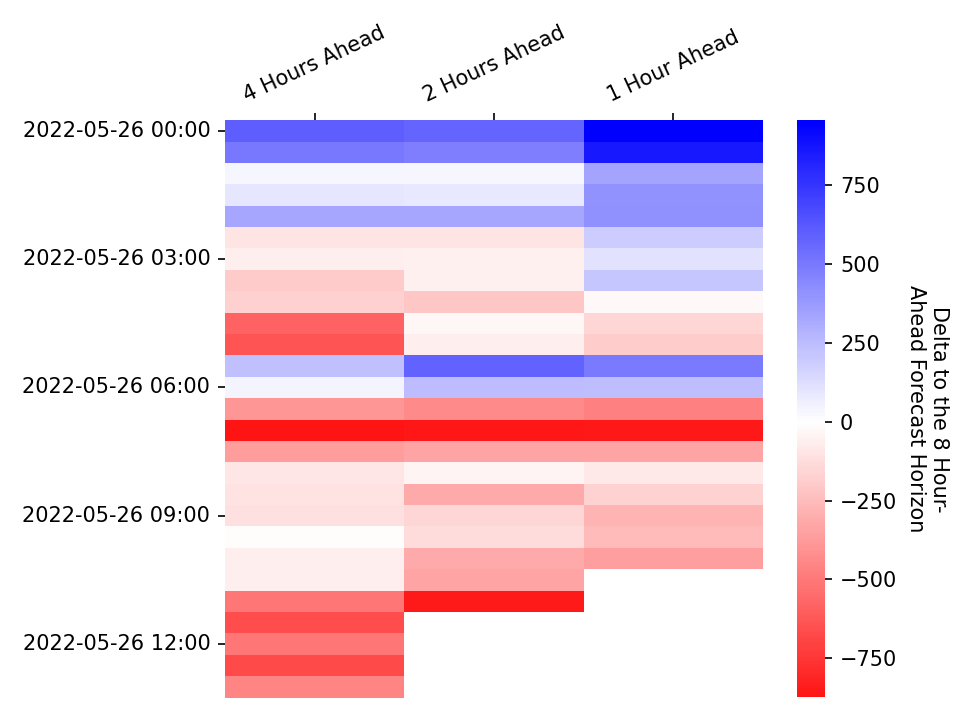 4 Hours Ahead
2 Hours Ahead
1 Hour Ahead
2022-05-26 00:00
2022-05-26 03:00
2022-05-26 06:00
2022-05-26 09:00
2022-05-26 12:00
750
500
250
0
−250
−500
−750
Delta to the 8 Hour-
Ahead Forecast Horizon